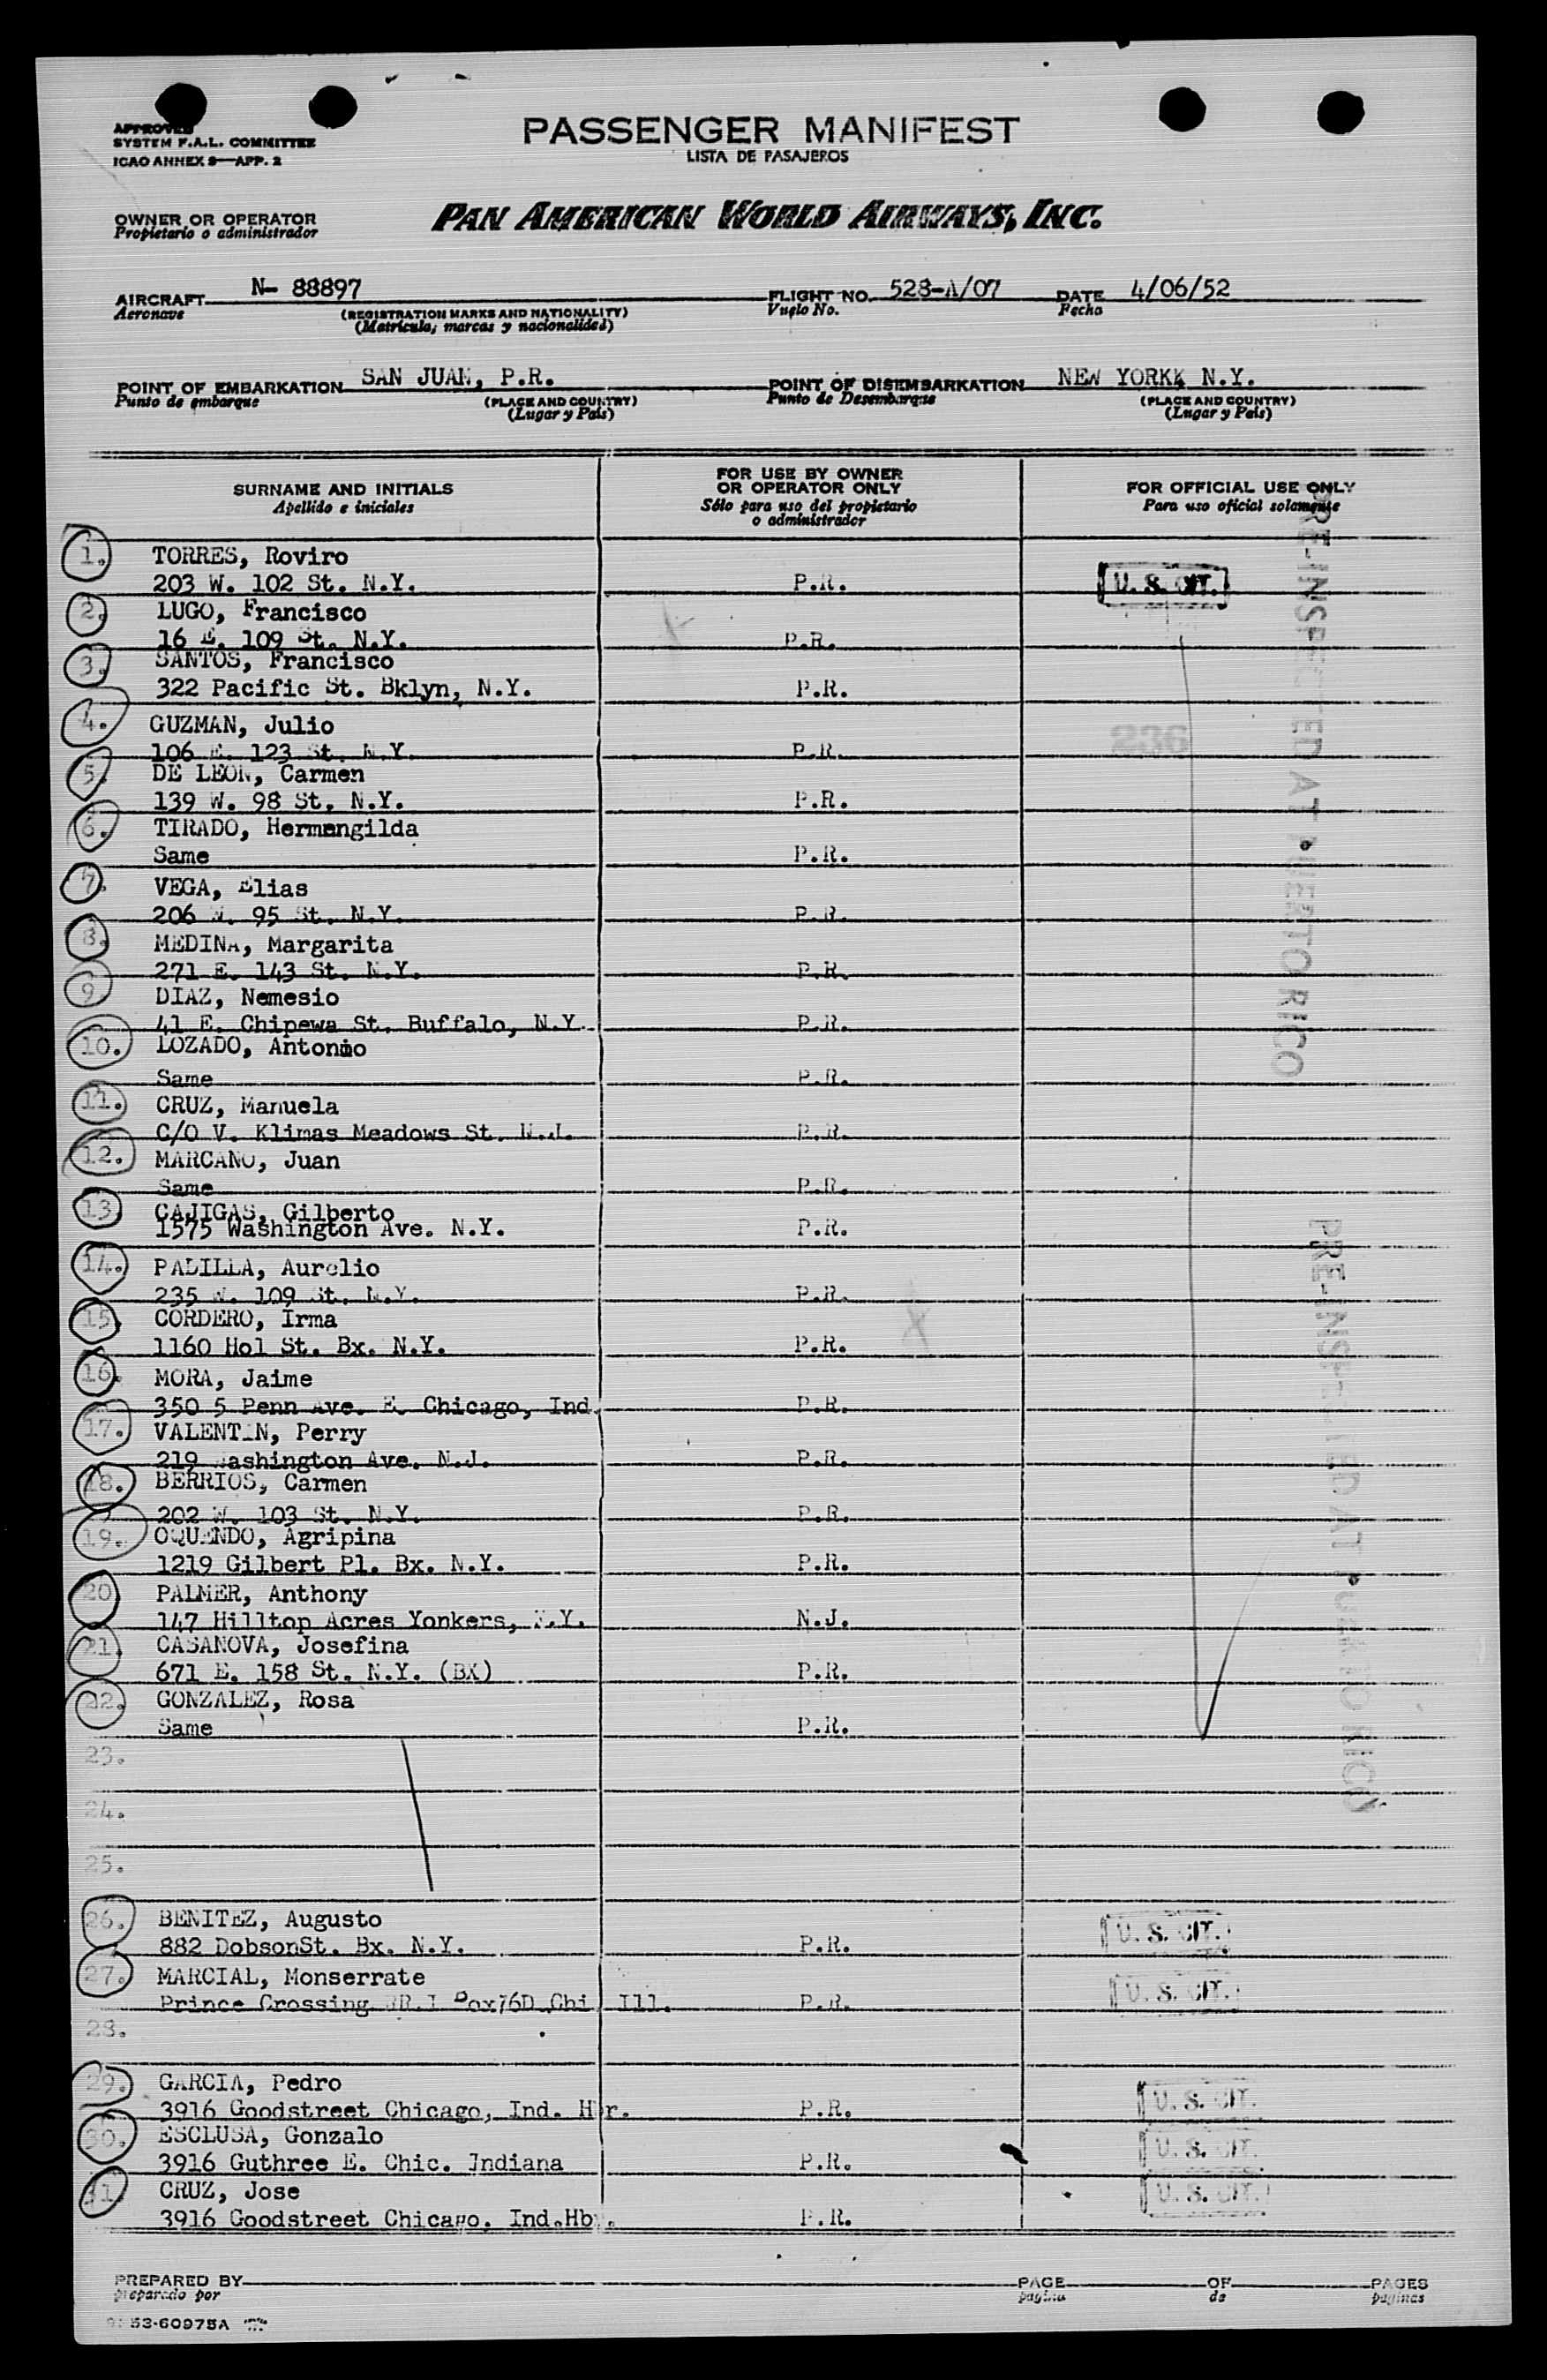 APPROVED
SYSTEM F.A.L. COMMITTEE
ICAO ANNEX 9—APP. 2
PASSENGER MANIFEST
LISTA DE PASAJEROS
OWNER OR OPERATOR
Propietario o administrador
PAN AMERICAN WORLD AIRWAYS, INC.
AIRCRAFT N- 88897
Aeronave
(REGISTRATION MARKS AND NATIONALITY)
(Matrícula, marcas y nacionalidad)
FLIGHT NO. 528-A/07
Vuelo No.
DATE 4/06/52
Fecha
POINT OF EMBARKATION SAN JUAN, P.R.
Punto de embarque
(PLACE AND COUNTRY)
(Lugar y País)
POINT OF DISEMBARKATION NEW YORKK N.Y.
Punto de Desembarque
(PLACE AND COUNTRY)
(Lugar y País)
SURNAME AND INITIALS
Apellido e iniciales
FOR USE BY OWNER
OR OPERATOR ONLY
Sólo para uso del propietario
o administrador
FOR OFFICIAL USE ONLY
Para uso oficial solamente
1. TORRES, Roviro
203 W. 102 St. N.Y. P.R. U. S. CIT.
2. LUGO, Francisco
16 E. 109 St. N.Y. P.R.
3. SANTOS, Francisco
322 Pacific St. Bklyn, N.Y. P.R.
4. GUZMAN, Julio
106 E. 123 St. N.Y. P.R. 236
5. DE LEON, Carmen
139 W. 98 St. N.Y. P.R.
6. TIRADO, Hermengilda
Same P.R.
7. VEGA, Elias
206 W. 95 St. N.Y. P.R.
8. MEDINA, Margarita
271 E. 143 St. N.Y. P.R.
9 DIAZ, Nemesio
41 E. Chipewa St. Buffalo, N.Y. P.R.
10. LOZADO, Antonio
Same P.R.
11. CRUZ, Manuela
C/O V. Klimas Meadows St. N.J. P.R.
12. MARCANO, Juan
Same P.R.
13 CAJIGAS, Gilberto
1575 Washington Ave. N.Y. P.R.
14. PADILLA, Aurelio
235 W. 109 St. N.Y. P.R.
15. CORDERO, Irma
1160 Hol St. Bx. N.Y. P.R.
16. MORA, Jaime
350 5 Penn Ave. E. Chicago, Ind. P.R.
17. VALENTIN, Perry
219 Washington Ave. N.J. P.R.
18. BERRIOS, Carmen
202 W. 103 St. N.Y. P.R.
19. OQUENDO, Agripina
1219 Gilbert Pl. Bx. N.Y. P.R.
20 PALMER, Anthony
147 Hilltop Acres Yonkers, N.Y. N.J.
21. CASANOVA, Josefina
671 E. 158 St. N.Y. (BX) P.R.
22. GONZALEZ, Rosa
Same P.R.
23.
24.
25.
26. BENITEZ, Augusto
882 DobsonSt. Bx. N.Y. P.R. U. S. CIT.
27. MARCIAL, Monserrate
Prince Crossing RR.I Box76D Chi Ill. P.R. U. S. CIT.
28.
29. GARCIA, Pedro
3916 Goodstreet Chicago, Ind. Hbr. P.R. U. S. CIT.
30. ESCLUSA, Gonzalo
3916 Guthree E. Chic. Indiana P.R. U. S. CIT.
31. CRUZ, Jose
3916 Goodstreet Chicago. Ind.Hbr. P.R. U. S. CIT.
PRE-INSPECTED AT PUERTO RICO
PRE-INSPECTED AT PUERTO RICO
PREPARED BY
preparado por
PAGE OF PAGES
página de páginas
53-60975A